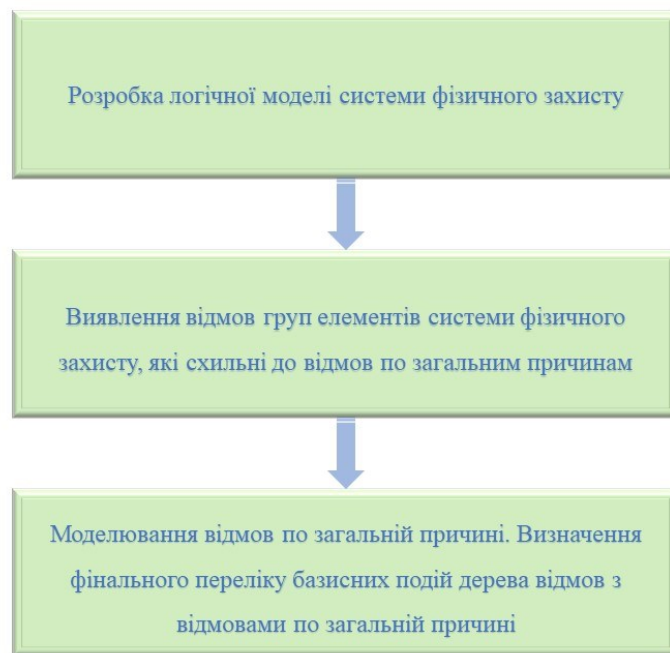 Розробка логічної моделі системи фізичного захисту
Виявлення відмов груп елементів системи фізичного
захисту, які схильні до відмов по загальним причинам
Моделювання відмов по загальній причині. Визначення
фінального переліку базисних подій дерева відмов з
відмовами по загальній причині